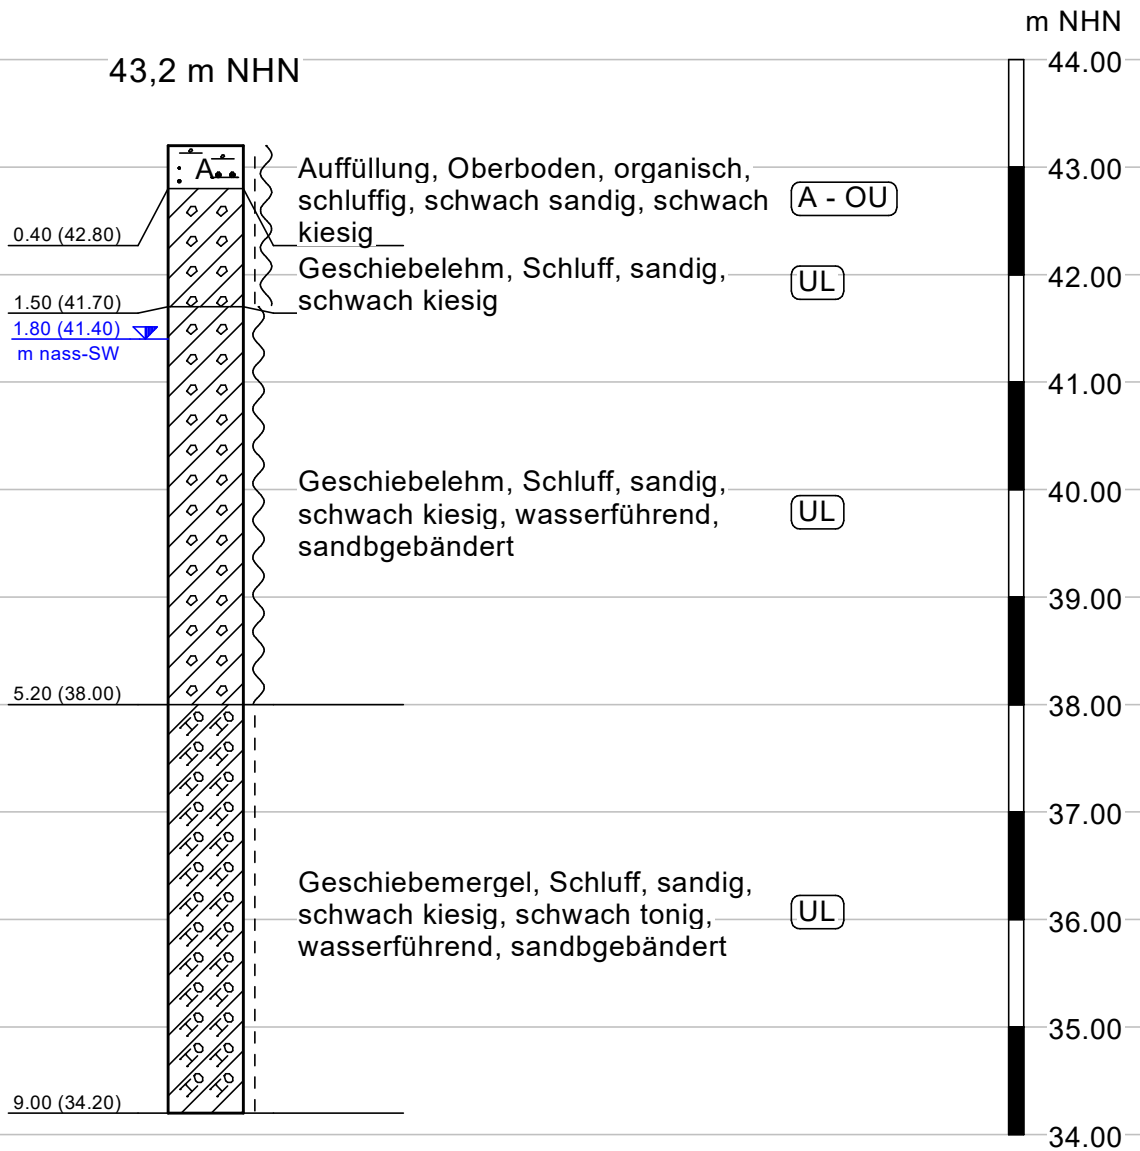 m NHN
43,2 m NHN
44.00
A
Auffüllung, Oberboden, organisch,
schluffig, schwach sandig, schwach
kiesig
A - OU
43.00
0.40 (42.80)
Geschiebelehm, Schluff, sandig,
schwach kiesig
UL
42.00
1.50 (41.70)
1.80 (41.40)
m nass-SW
41.00
Geschiebelehm, Schluff, sandig,
schwach kiesig, wasserführend,
sandbgebändert
UL
40.00
39.00
5.20 (38.00)
38.00
37.00
Geschiebemergel, Schluff, sandig,
schwach kiesig, schwach tonig,
wasserführend, sandbgebändert
UL
36.00
35.00
9.00 (34.20)
34.00